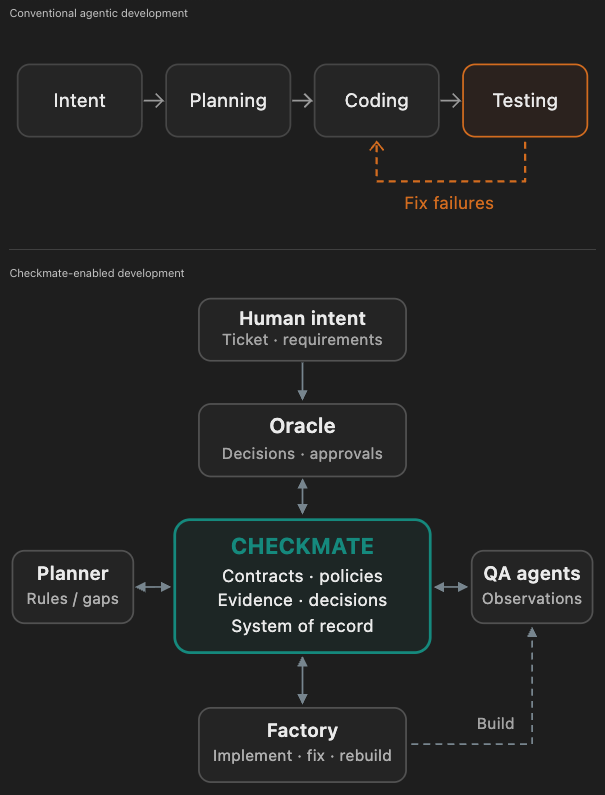 Conventional agentic development
Intent
Planning
Coding
Testing
Fix failures
Checkmate-enabled development
Human intent
Ticket · requirements
Oracle
Decisions · approvals
CHECKMATE
Contracts · policies
Evidence · decisions
System of record
Planner
Rules / gaps
QA agents
Observations
Factory
Implement · fix · rebuild
Build